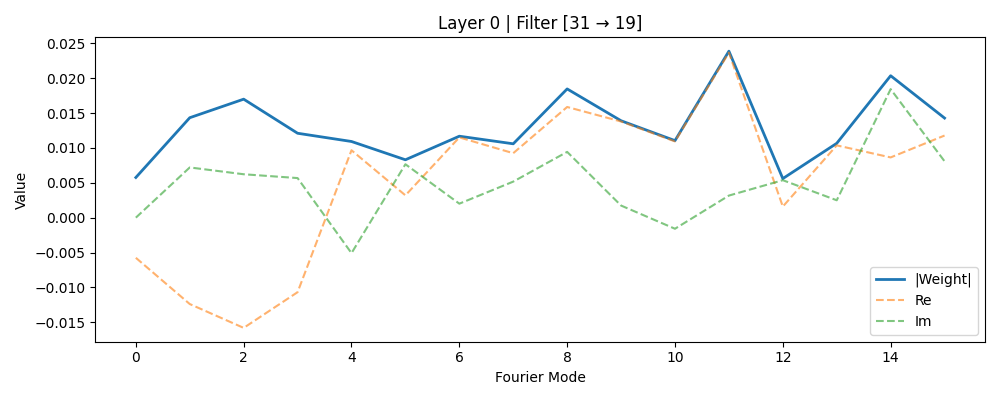 Layer 0 | Filter [31 → 19]
0.025
0.020
0.015
0.010
0.005
0.000
−0.005
−0.010
−0.015
Value
|Weight|
Re
Im
0 2 4 6 8 10 12 14
Fourier Mode